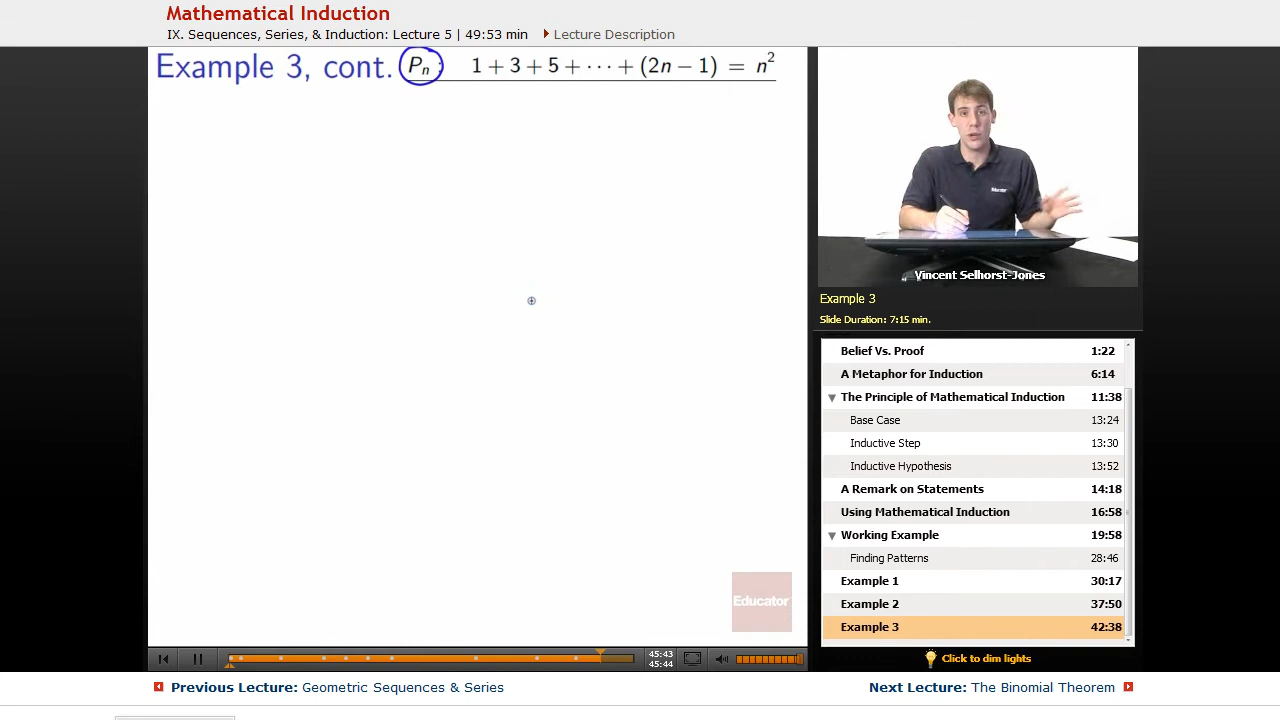 Mathematical Induction
IX. Sequences, Series, & Induction: Lecture 5 | 49:53 min
Lecture Description
Example 3, cont. Pₙ: 1 + 3 + 5 + ··· + (2n − 1) = n²
Vincent Selhorst-Jones
Example 3
Slide Duration: 7:15 min.
Belief Vs. Proof 1:22
A Metaphor for Induction 6:14
The Principle of Mathematical Induction 11:38
Base Case 13:24
Inductive Step 13:30
Inductive Hypothesis 13:52
A Remark on Statements 14:18
Using Mathematical Induction 16:58
Working Example 19:58
Finding Patterns 28:46
Example 1 30:17
Example 2 37:50
Example 3 42:38
Educator
45:43
45:44
Click to dim lights
Previous Lecture: Geometric Sequences & Series
Next Lecture: The Binomial Theorem